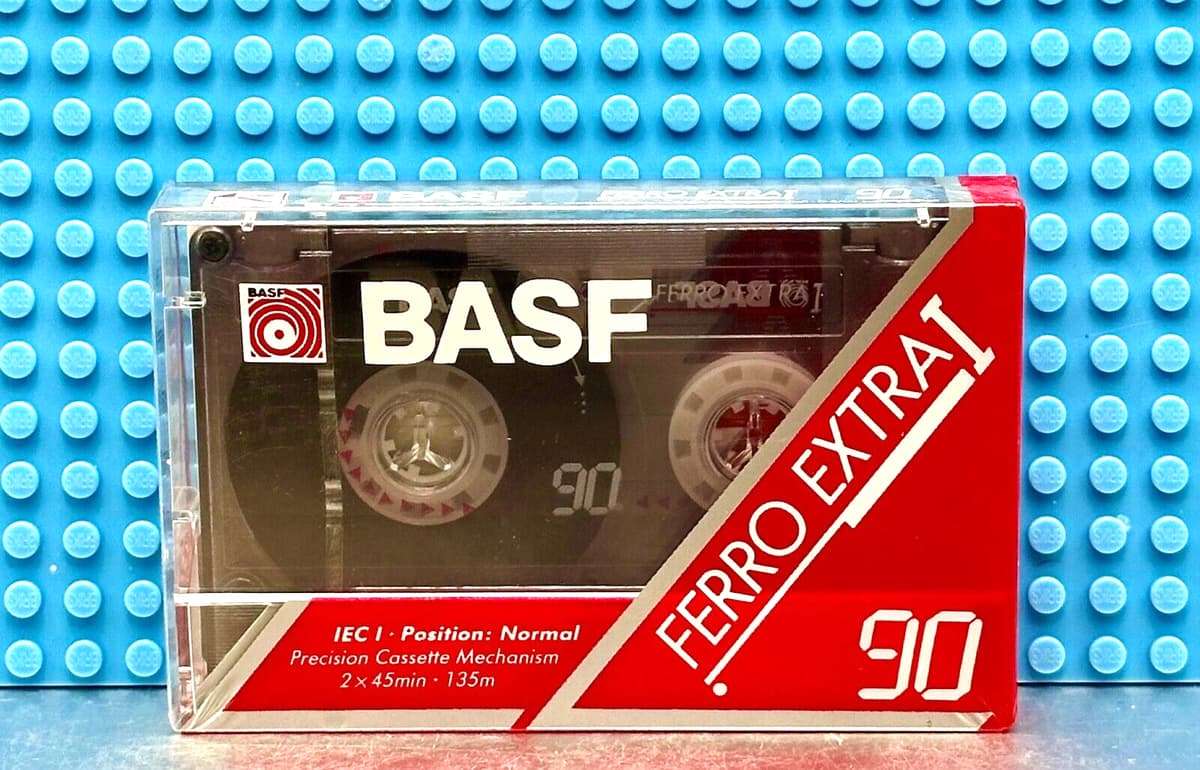 BASF FERRO EXTRA I 90
BASF
BASF
FERRO EXTRA I
90
FERRO EXTRA I
IEC I · Position: Normal
Precision Cassette Mechanism
2 x 45min · 135m
90